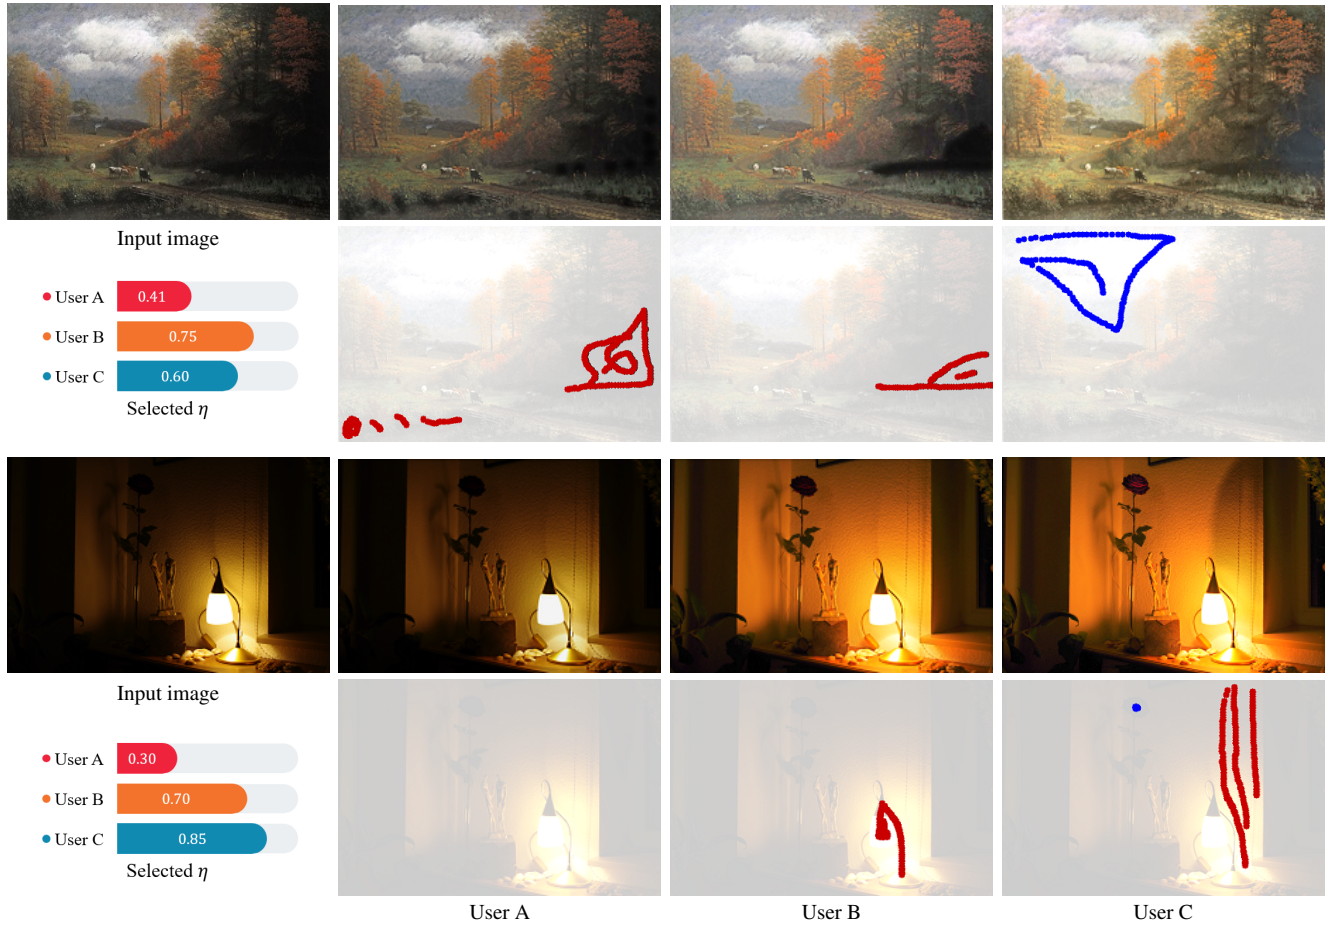 Input image
User A 0.41
User B 0.75
User C 0.60
Selected η
Input image
User A 0.30
User B 0.70
User C 0.85
Selected η
User A
User B
User C